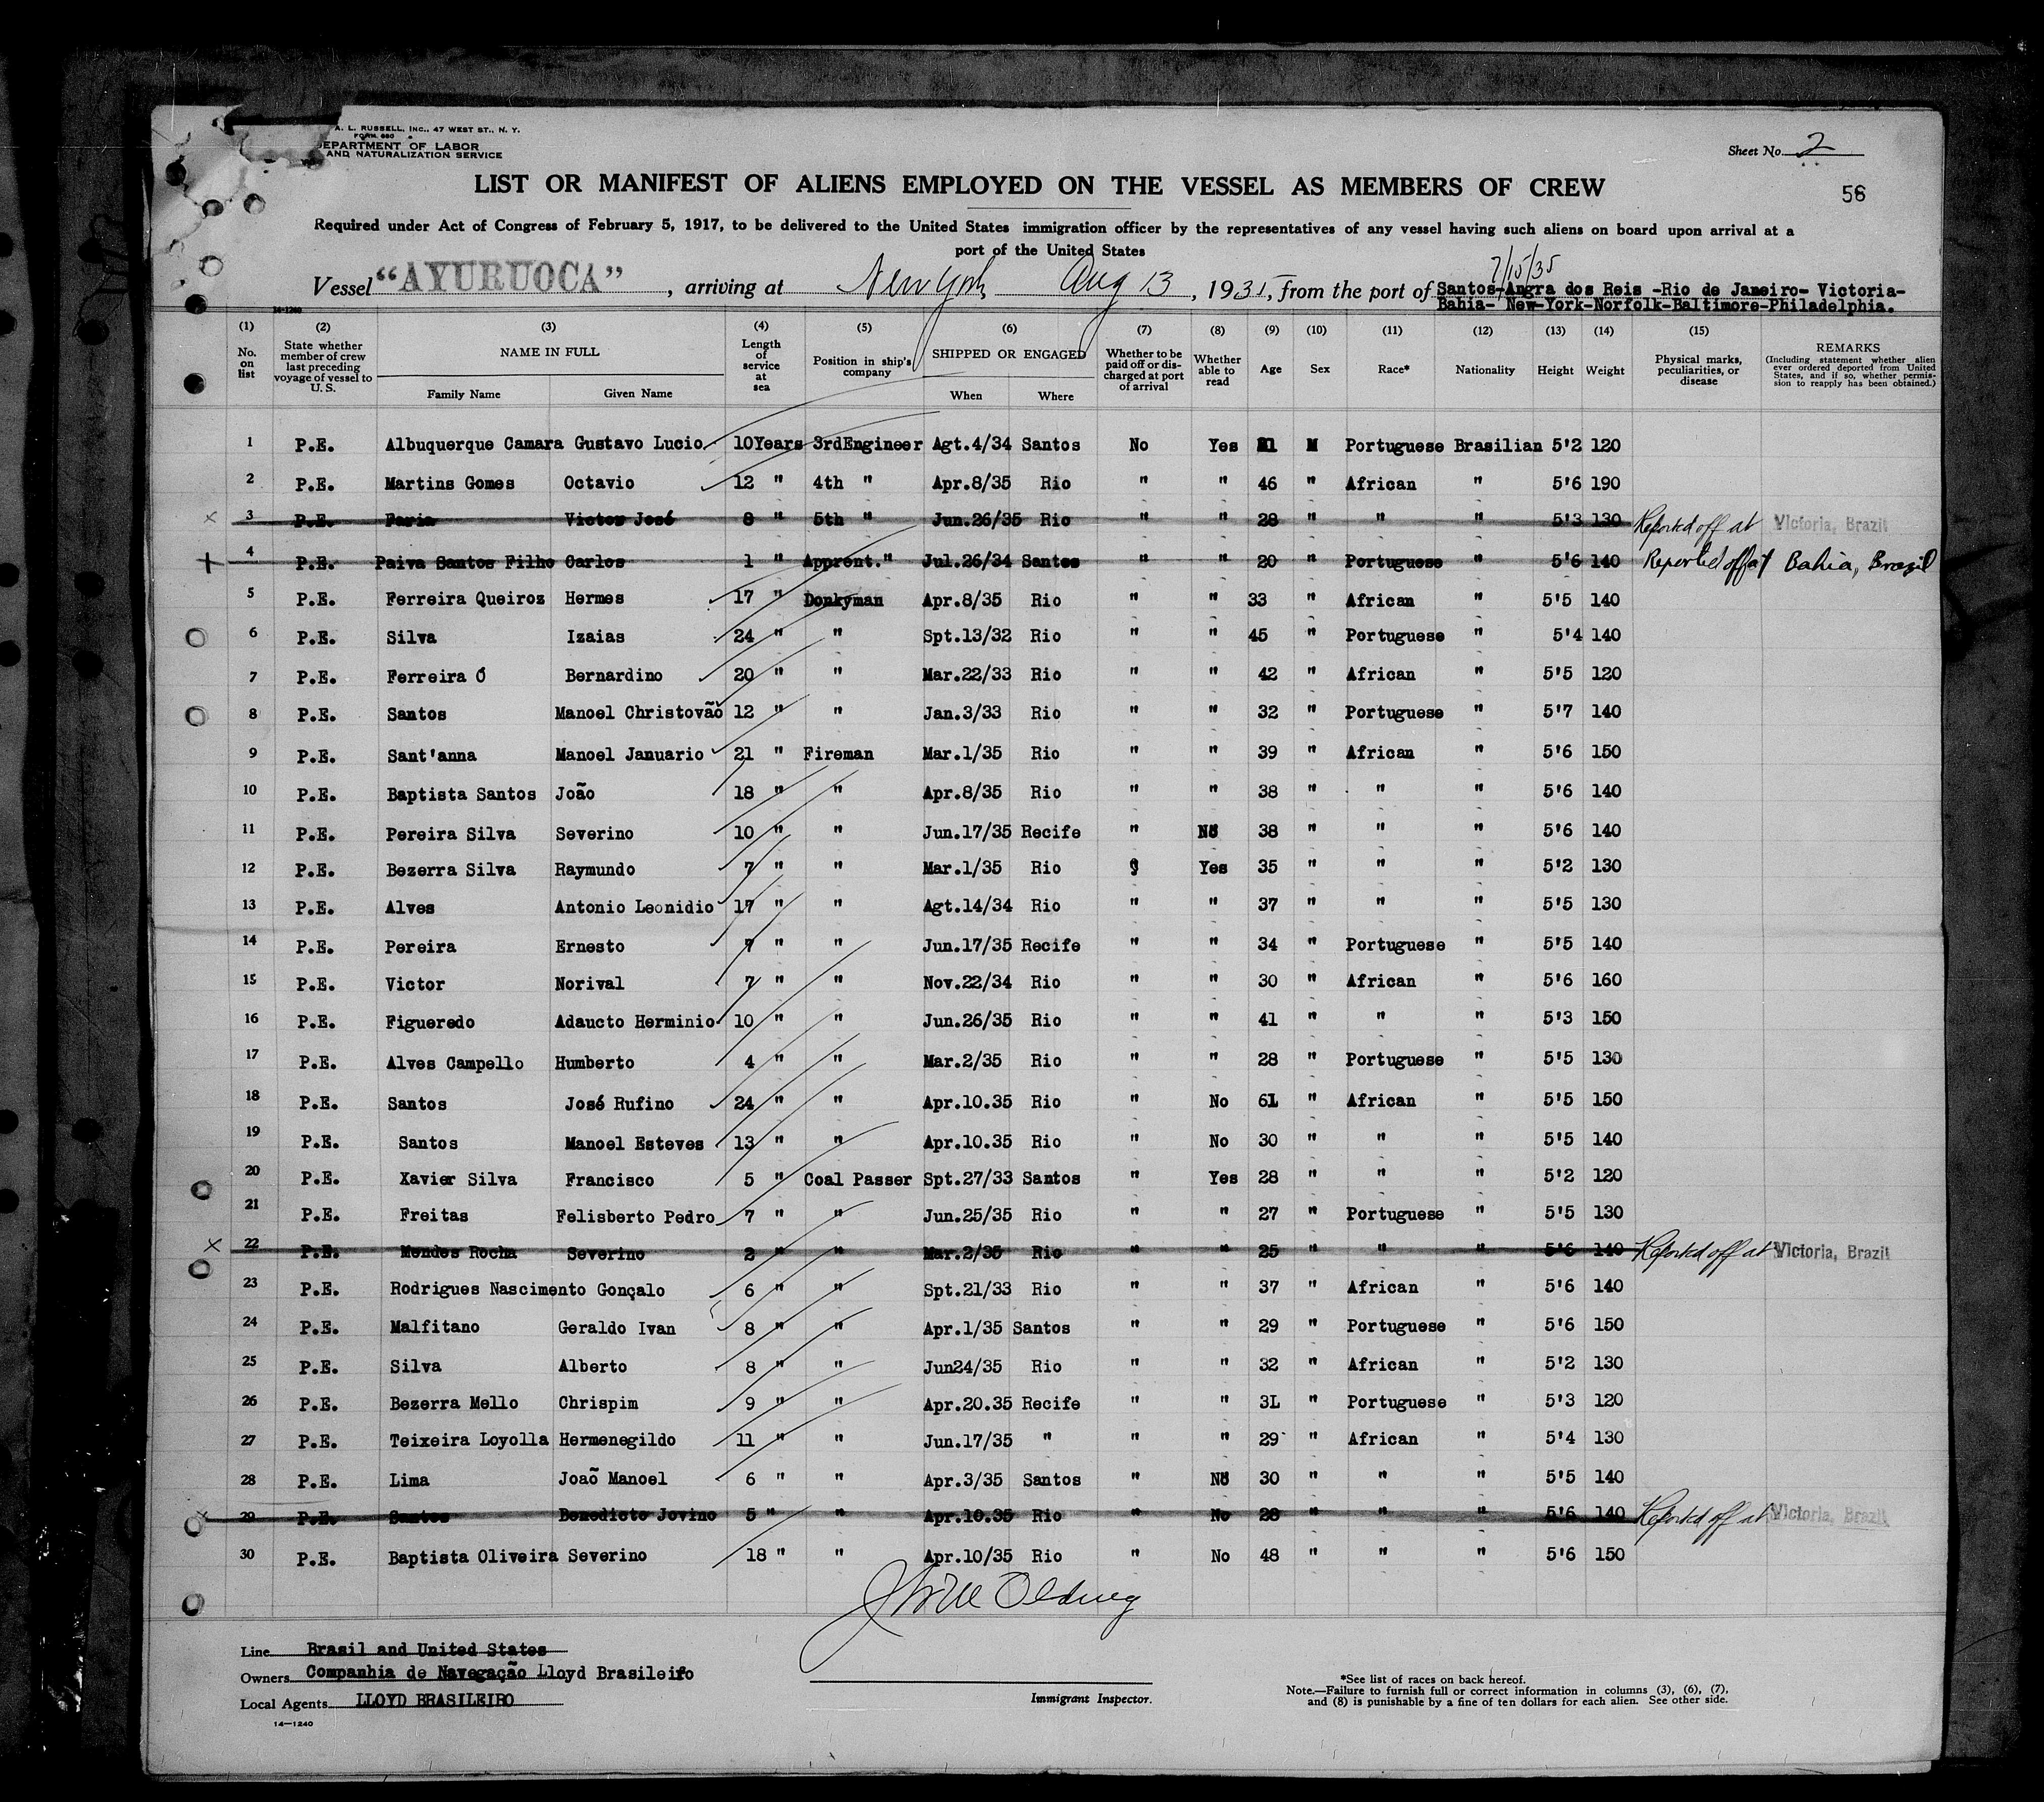 A. L. RUSSELL, INC., 47 WEST ST., N. Y.
FORM 680
DEPARTMENT OF LABOR
AND NATURALIZATION SERVICE
Sheet No. 2
56
LIST OR MANIFEST OF ALIENS EMPLOYED ON THE VESSEL AS MEMBERS OF CREW
Required under Act of Congress of February 5, 1917, to be delivered to the United States immigration officer by the representatives of any vessel having such aliens on board upon arrival at a
port of the United States
7/15/35
Vessel "AYURUOCA", arriving at New York, Aug 13, 1935, from the port of Santos-Angra dos Reis -Rio de Janeiro- Victoria-
Bahia- New-York-Norfolk-Baltimore-Philadelphia.
14-1240
(1) (2) (3) (4) (5) (6) (7) (8) (9) (10) (11) (12) (13) (14) (15)
No. on list State whether member of crew last preceding voyage of vessel to U. S. NAME IN FULL Family Name Given Name Length of service at sea Position in ship's company SHIPPED OR ENGAGED When Where Whether to be paid off or discharged at port of arrival Whether able to read Age Sex Race* Nationality Height Weight Physical marks, peculiarities, or disease REMARKS (Including statement whether alien ever ordered deported from United States, and if so, whether permission to reapply has been obtained.)
1 P.E. Albuquerque Camara Gustavo Lucio 10Years 3rdEngineer Agt.4/34 Santos No Yes M Portuguese Brasilian 5'2 120
2 P.E. Martins Gomes Octavio 12 " 4th " Apr.8/35 Rio " " 46 " African " 5'6 190
3 P.E. Faria Victor José 8 " 5th " Jun.26/35 Rio " " 28 " " " 5'3 130 Reported off at Victoria, Brazil
4 P.E. Paiva Santos Filho Carlos 1 " Apprent." Jul.26/34 Santos " " 20 " Portuguese " 5'6 140 Reported off at Bahia, Brazil
5 P.E. Ferreira Queiroz Hermes 17 " Donkyman Apr.8/35 Rio " " 33 " African " 5'5 140
6 P.E. Silva Izaias 24 " " Spt.13/32 Rio " " 45 " Portuguese " 5'4 140
7 P.E. Ferreira Ó Bernardino 20 " " Mar.22/33 Rio " " 42 " African " 5'5 120
8 P.E. Santos Manoel Christovão 12 " " Jan.3/33 Rio " " 32 " Portuguese " 5'7 140
9 P.E. Sant'anna Manoel Januario 21 " Fireman Mar.1/35 Rio " " 39 " African " 5'6 150
10 P.E. Baptista Santos João 18 " " Apr.8/35 Rio " " 38 " " " 5'6 140
11 P.E. Pereira Silva Severino 10 " " Jun.17/35 Recife " No 38 " " " 5'6 140
12 P.E. Bezerra Silva Raymundo 7 " " Mar.1/35 Rio " Yes 35 " " " 5'2 130
13 P.E. Alves Antonio Leonidio 17 " " Agt.14/34 Rio " " 37 " " " 5'5 130
14 P.E. Pereira Ernesto 7 " " Jun.17/35 Recife " " 34 " Portuguese " 5'5 140
15 P.E. Victor Norival 7 " " Nov.22/34 Rio " " 30 " African " 5'6 160
16 P.E. Figueredo Adaucto Herminio 10 " " Jun.26/35 Rio " " 41 " " " 5'3 150
17 P.E. Alves Campello Humberto 4 " " Mar.2/35 Rio " " 28 " Portuguese " 5'5 130
18 P.E. Santos José Rufino 24 " " Apr.10.35 Rio " No 61 " African " 5'5 150
19 P.E. Santos Manoel Esteves 13 " " Apr.10.35 Rio " No 30 " " " 5'5 140
20 P.E. Xavier Silva Francisco 5 " Coal Passer Spt.27/33 Santos " Yes 28 " " " 5'2 120
21 P.E. Freitas Felisberto Pedro 7 " " Jun.25/35 Rio " " 27 " Portuguese " 5'5 130
22 P.E. Mendes Rocha Severino 2 " " Mar.2/35 Rio " " 25 " " " 5'6 140 Reported off at Victoria, Brazil
23 P.E. Rodrigues Nascimento Gonçalo 6 " " Spt.21/33 Rio " " 37 " African " 5'6 140
24 P.E. Malfitano Geraldo Ivan 8 " " Apr.1/35 Santos " " 29 " Portuguese " 5'6 150
25 P.E. Silva Alberto 8 " " Jun24/35 Rio " " 32 " African " 5'2 130
26 P.E. Bezerra Mello Chrispim 9 " " Apr.20.35 Recife " " 3L " Portuguese " 5'3 120
27 P.E. Teixeira Loyolla Hermenegildo 11 " " Jun.17/35 " " " 29 " African " 5'4 130
28 P.E. Lima João Manoel 6 " " Apr.3/35 Santos " No 30 " " " 5'5 140
29 P.E. Santos Benedicto Jovino 5 " " Apr.10.35 Rio " No 28 " " " 5'6 140 Reported off at Victoria, Brazil
30 P.E. Baptista Oliveira Severino 18 " " Apr.10/35 Rio " No 48 " " " 5'6 150
Line Brasil and United States
Owners Companhia de Navegação Lloyd Brasileiro
Local Agents LLOYD BRASILEIRO
14—1240
Immigrant Inspector.
*See list of races on back hereof.
Note.—Failure to furnish full or correct information in columns (3), (6), (7),
and (8) is punishable by a fine of ten dollars for each alien. See other side.